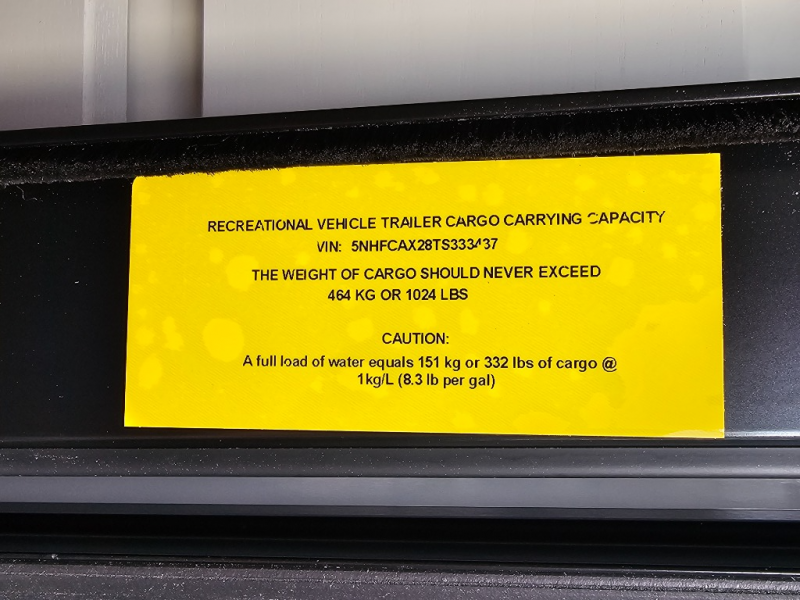 RECREATIONAL VEHICLE TRAILER CARGO CARRYING CAPACITY
VIN: 5NHFCAX28TS333437
THE WEIGHT OF CARGO SHOULD NEVER EXCEED
464 KG OR 1024 LBS
CAUTION:
A full load of water equals 151 kg or 332 lbs of cargo @
1kg/L (8.3 lb per gal)